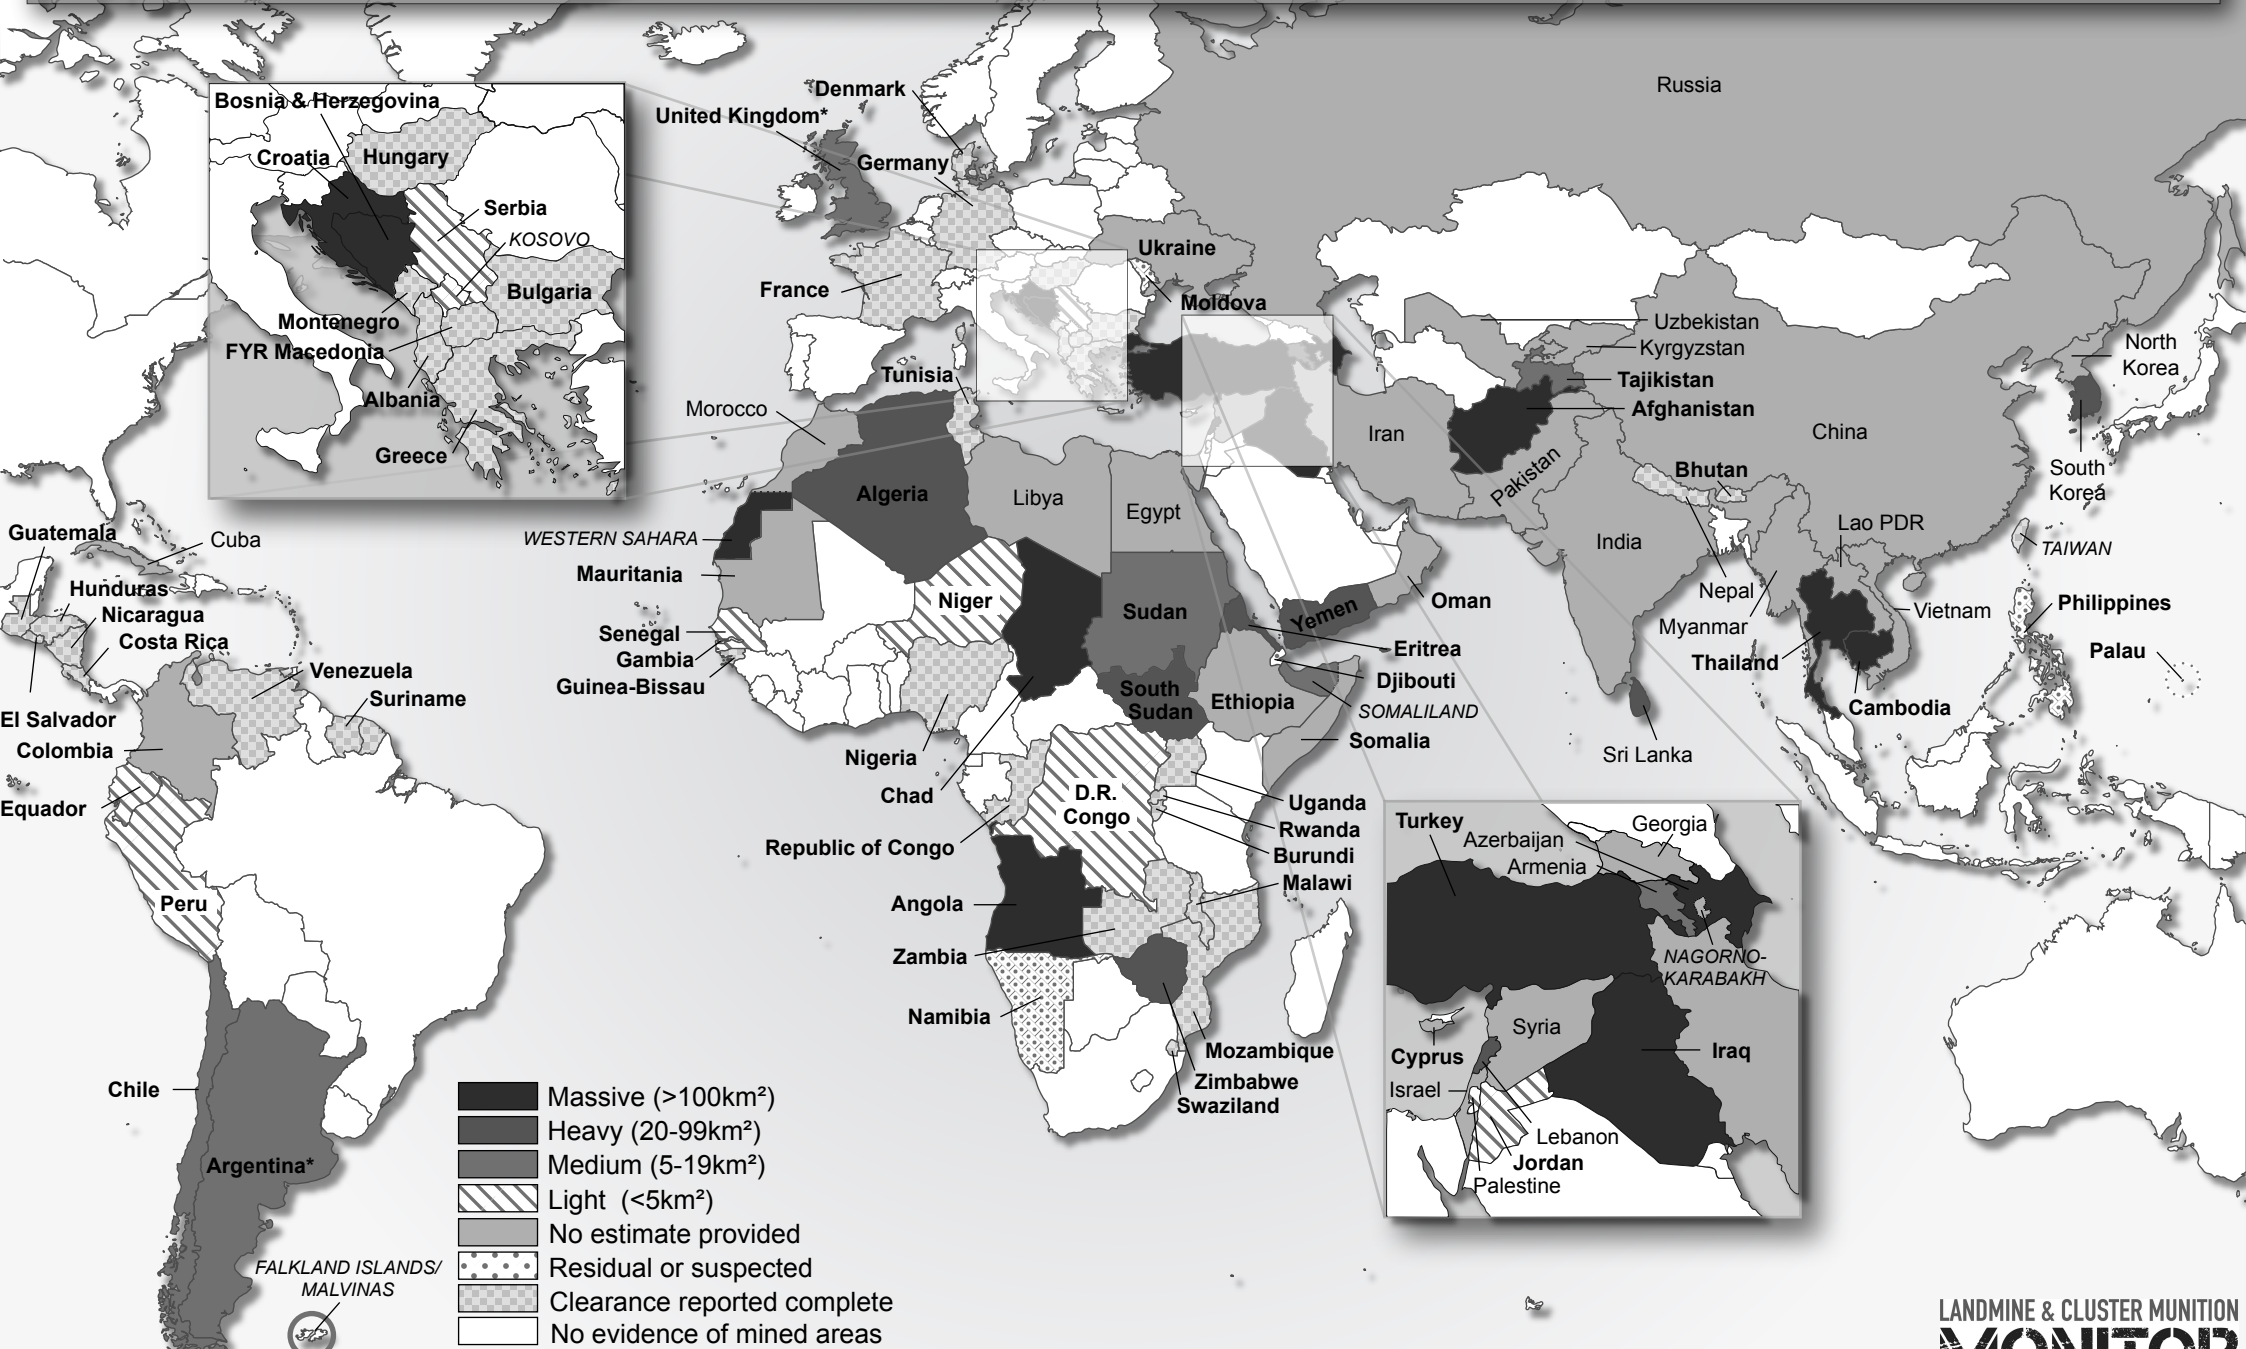 Russia
Denmark
United Kingdom*
Germany
Ukraine
France
Moldova
Bosnia & Herzegovina
Croatia
Hungary
Serbia
KOSOVO
Bulgaria
Montenegro
FYR Macedonia
Albania
Greece
Uzbekistan
Kyrgyzstan
Tajikistan
Afghanistan
North
Korea
South
Korea
China
Tunisia
Morocco
Algeria
Libya
Egypt
Iran
Pakistan
Bhutan
India
Nepal
Myanmar
Lao PDR
TAIWAN
Vietnam
Philippines
Palau
Thailand
Cambodia
Sri Lanka
WESTERN SAHARA
Mauritania
Niger
Senegal
Gambia
Guinea-Bissau
Sudan
South
Sudan
Yemen
Oman
Eritrea
Djibouti
Ethiopia
SOMALILAND
Somalia
Nigeria
Chad
D.R.
Congo
Republic of Congo
Uganda
Rwanda
Burundi
Malawi
Angola
Zambia
Namibia
Mozambique
Zimbabwe
Swaziland
Guatemala
Cuba
Hunduras
Nicaragua
Costa Rica
Venezuela
Suriname
El Salvador
Colombia
Equador
Peru
Chile
Argentina*
FALKLAND ISLANDS/
MALVINAS
Turkey
Azerbaijan
Armenia
Georgia
NAGORNO-
KARABAKH
Syria
Cyprus
Iraq
Israel
Lebanon
Jordan
Palestine
Massive (>100km²)
Heavy (20-99km²)
Medium (5-19km²)
Light (<5km²)
No estimate provided
Residual or suspected
Clearance reported complete
No evidence of mined areas
LANDMINE & CLUSTER MUNITION
MONITOR